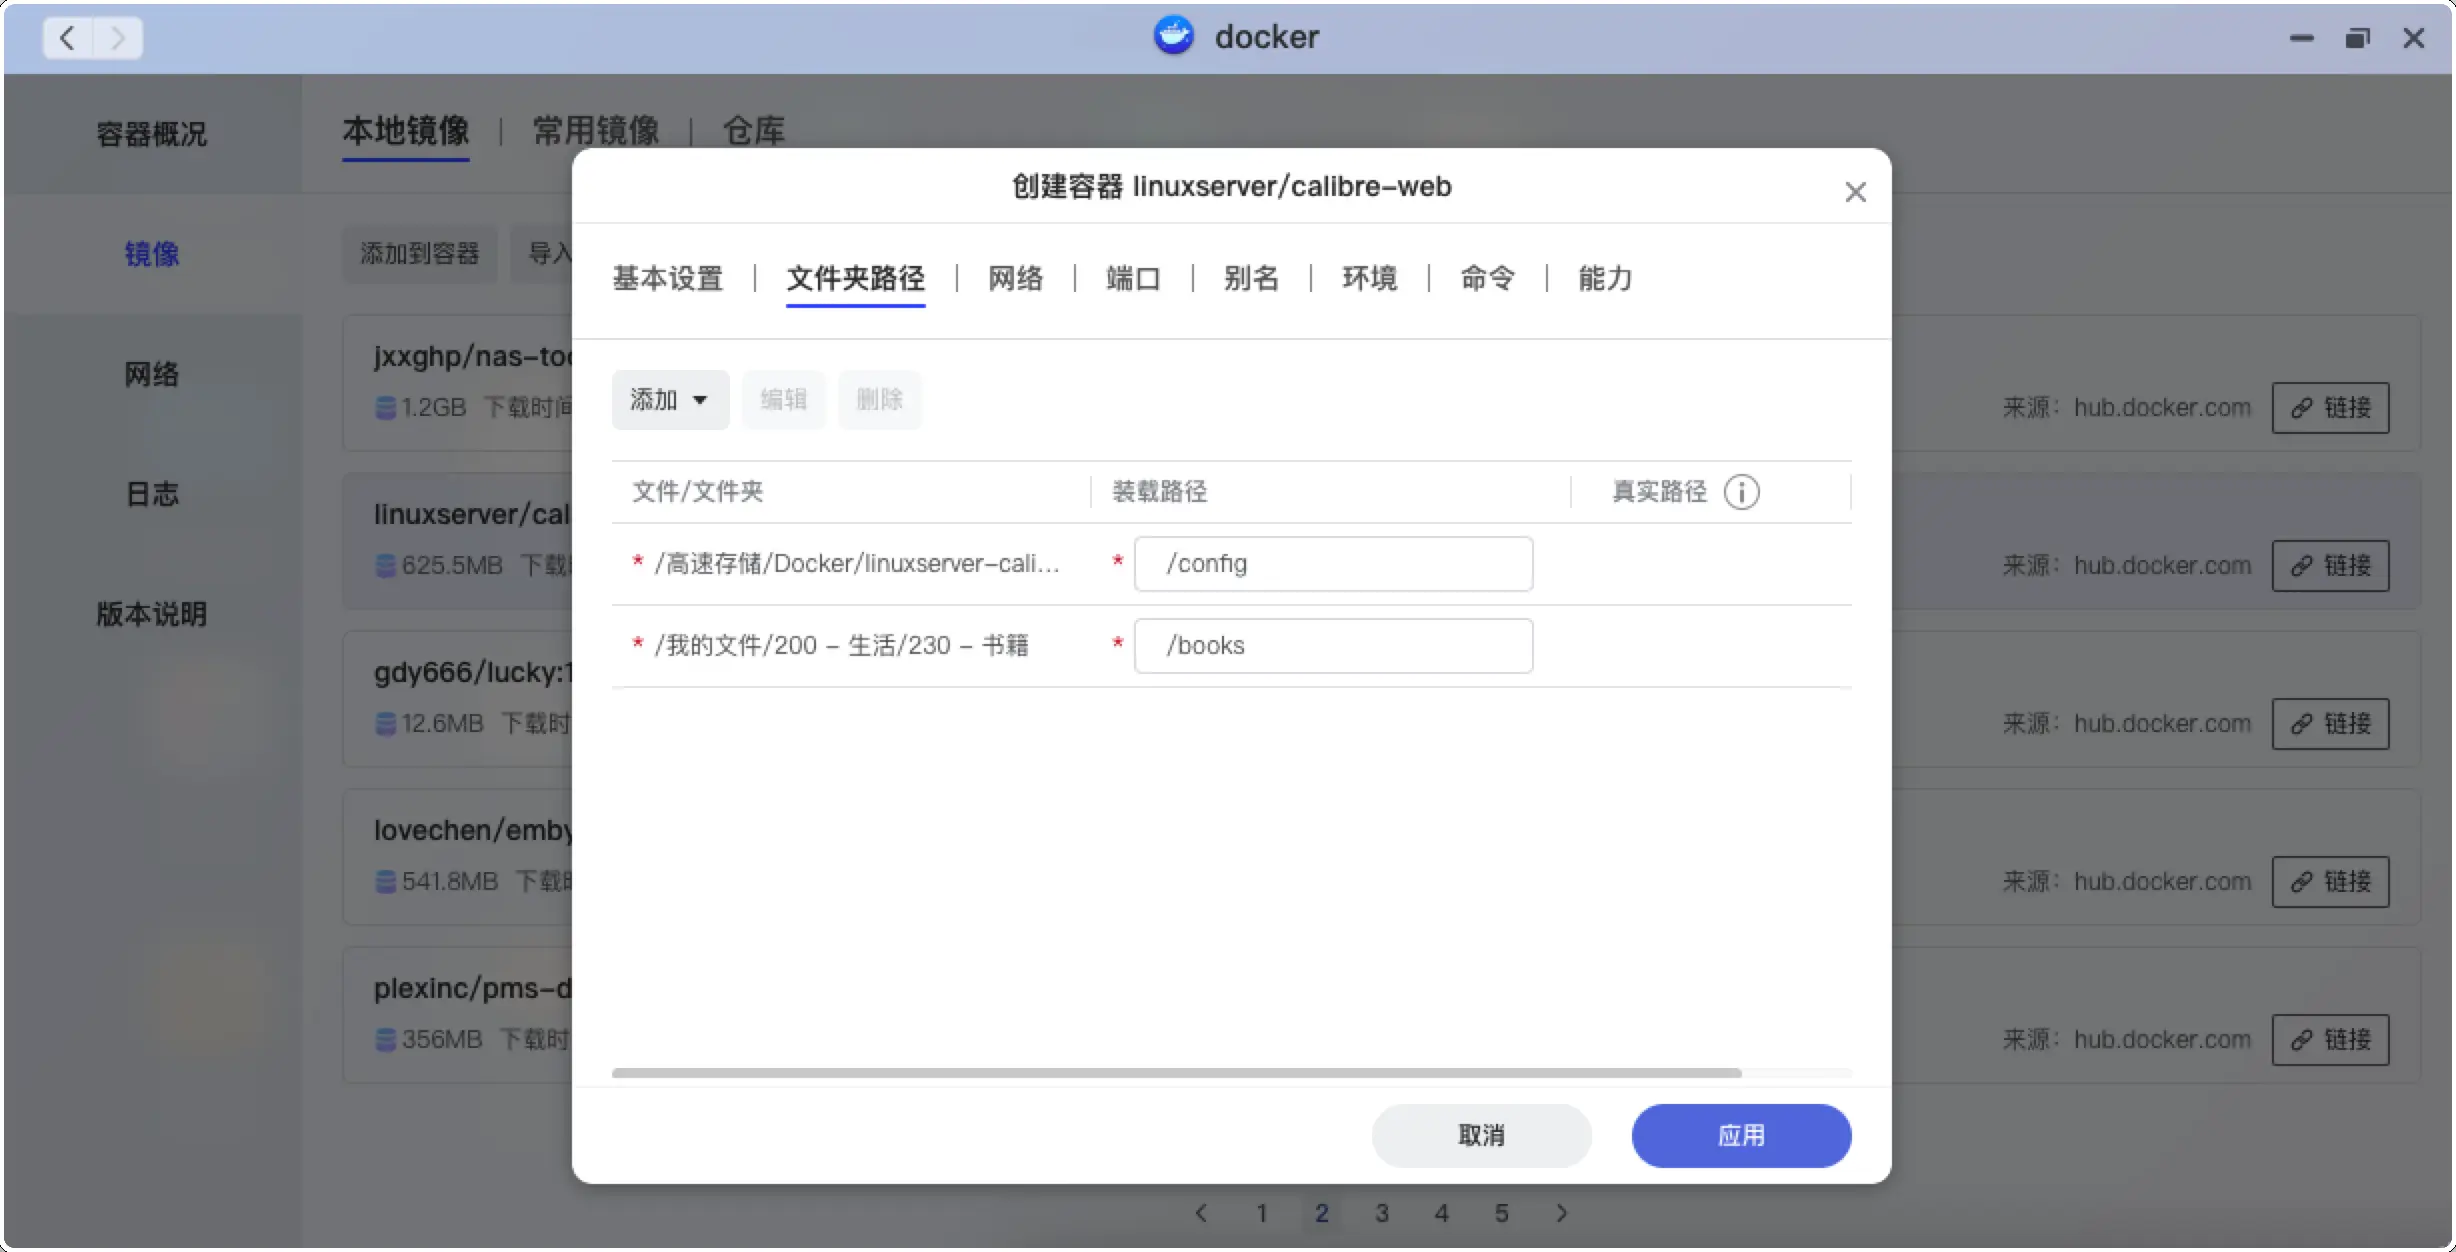 docker
容器概况
镜像
网络
日志
版本说明
本地镜像 | 常用镜像 | 仓库
添加到容器 导入
jxxghp/nas-too
1.2GB 下载时间
来源: hub.docker.com 链接
linuxserver/cal
625.5MB 下载
来源: hub.docker.com 链接
gdy666/lucky:1
12.6MB 下载时
来源: hub.docker.com 链接
lovechen/emby
541.8MB 下载时
来源: hub.docker.com 链接
plexinc/pms-d
356MB 下载时
来源: hub.docker.com 链接
创建容器 linuxserver/calibre-web
基本设置 | 文件夹路径 | 网络 | 端口 | 别名 | 环境 | 命令 | 能力
添加 编辑 删除
文件/文件夹 装载路径 真实路径
* /高速存储/Docker/linuxserver-cali... * /config
* /我的文件/200 - 生活/230 - 书籍 * /books
取消 应用
1 2 3 4 5